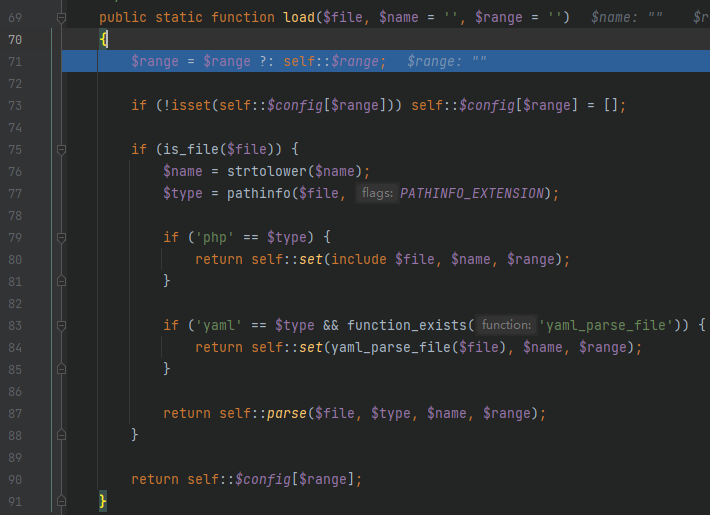 69 public static function load($file, $name = '', $range = '') $name: ""
70 {
71 $range = $range ?: self::$range; $range: ""
72
73 if (!isset(self::$config[$range])) self::$config[$range] = [];
74
75 if (is_file($file)) {
76 $name = strtolower($name);
77 $type = pathinfo($file, flags: PATHINFO_EXTENSION);
78
79 if ('php' == $type) {
80 return self::set(include $file, $name, $range);
81 }
82
83 if ('yaml' == $type && function_exists( function: 'yaml_parse_file')) {
84 return self::set(yaml_parse_file($file), $name, $range);
85 }
86
87 return self::parse($file, $type, $name, $range);
88 }
89
90 return self::$config[$range];
91 }